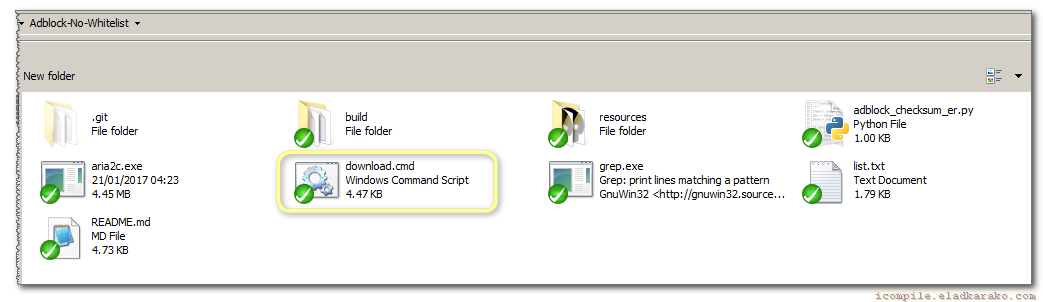 Adblock-No-Whitelist
New folder
.git
File folder
build
File folder
resources
File folder
adblock_checksum_er.py
Python File
1.00 KB
aria2c.exe
21/01/2017 04:23
4.45 MB
download.cmd
Windows Command Script
4.47 KB
grep.exe
Grep: print lines matching a pattern
GnuWin32 <http://gnuwin32.source...
list.txt
Text Document
1.79 KB
README.md
MD File
4.73 KB
icompile.eladkarako.com